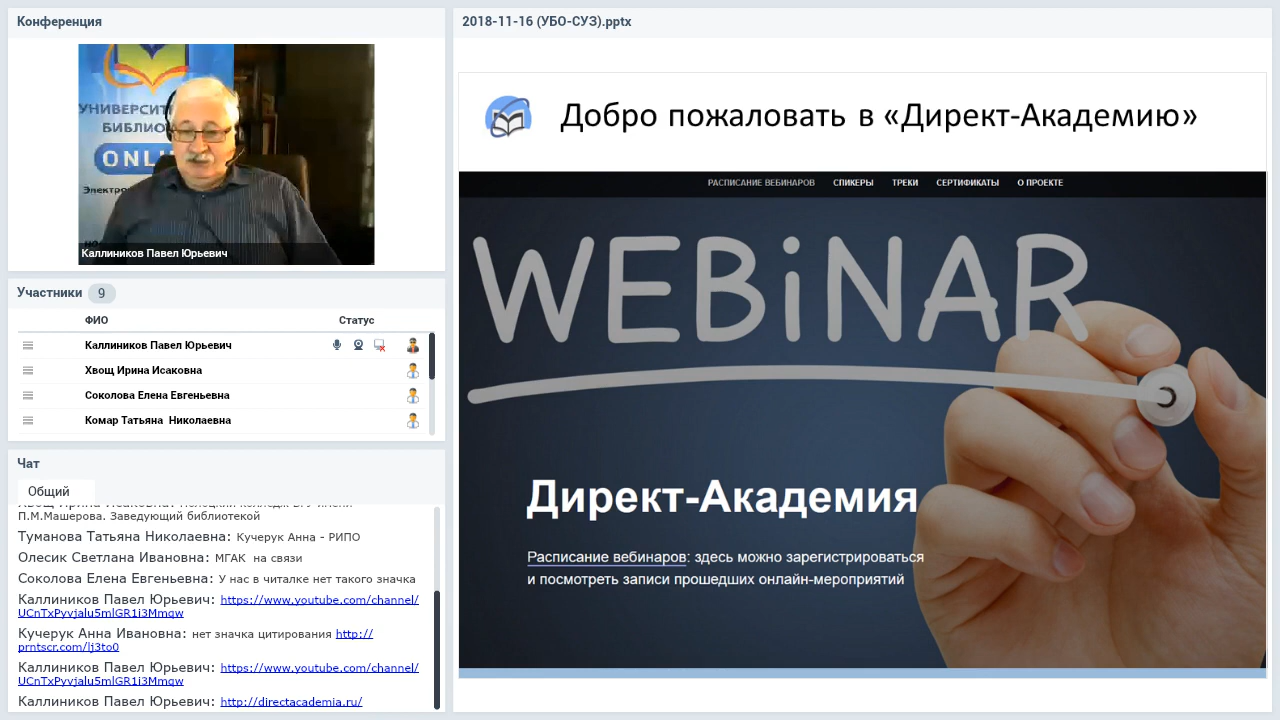 Конференция
УНИВЕРСИТ
БИБЛИО
ONLI
Каллиников Павел Юрьевич
Участники 9
ФИО Статус
Каллиников Павел Юрьевич
Хвощ Ирина Исаковна
Соколова Елена Евгеньевна
Комар Татьяна Николаевна
Чат
Общий
П.М.Машерова. Заведующий библиотекой
Туманова Татьяна Николаевна: Кучерук Анна - РИПО
Олесик Светлана Ивановна: МГАК на связи
Соколова Елена Евгеньевна: У нас в читалке нет такого значка
Каллиников Павел Юрьевич: https://www.youtube.com/channel/
UCnTxPyvjalu5mlGR1i3Mmqw
Кучерук Анна Ивановна: нет значка цитирования http://
prntscr.com/lj3to0
Каллиников Павел Юрьевич: https://www.youtube.com/channel/
UCnTxPyvjalu5mlGR1i3Mmqw
Каллиников Павел Юрьевич: http://directacademia.ru/
2018-11-16 (УБО-СУЗ).pptx
Добро пожаловать в «Директ-Академию»
РАСПИСАНИЕ ВЕБИНАРОВ СПИКЕРЫ ТРЕКИ СЕРТИФИКАТЫ О ПРОЕКТЕ
WEBiNAR
Директ-Академия
Расписание вебинаров: здесь можно зарегистрироваться
и посмотреть записи прошедших онлайн-мероприятий